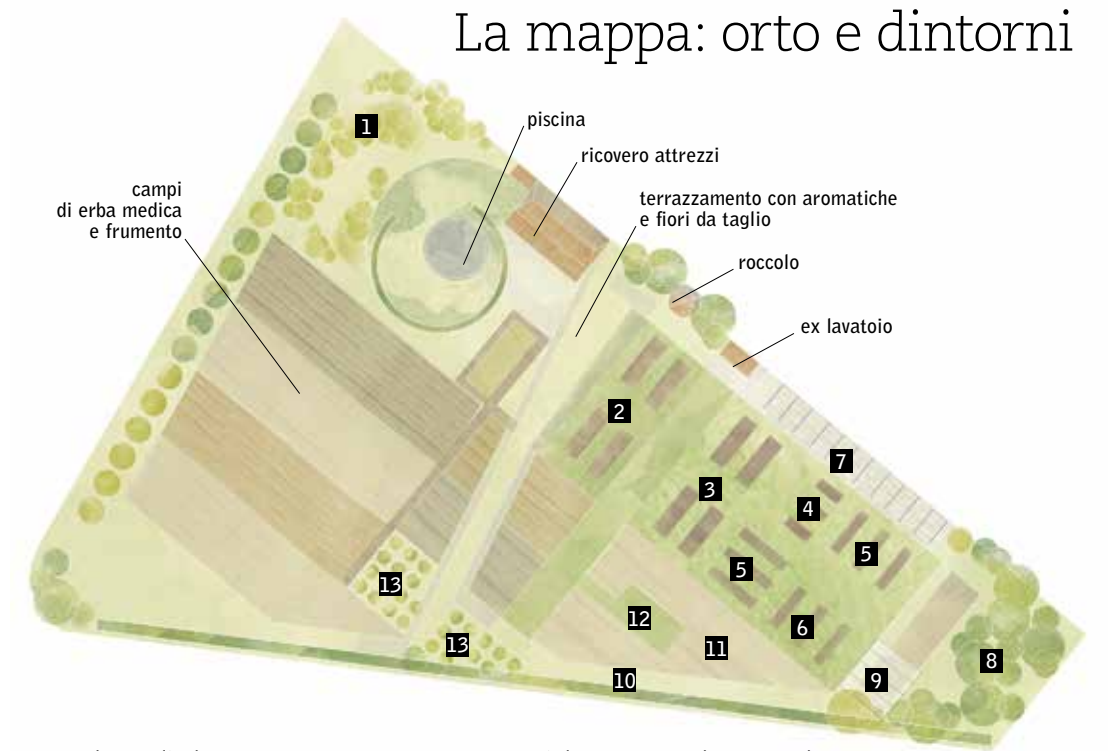 La mappa: orto e dintorni
1
piscina
ricovero attrezzi
campi
di erba medica
e frumento
terrazzamento con aromatiche
e fiori da taglio
roccolo
ex lavatoio
2
7
3
4
5
5
12
6
13
13
11
8
10
9